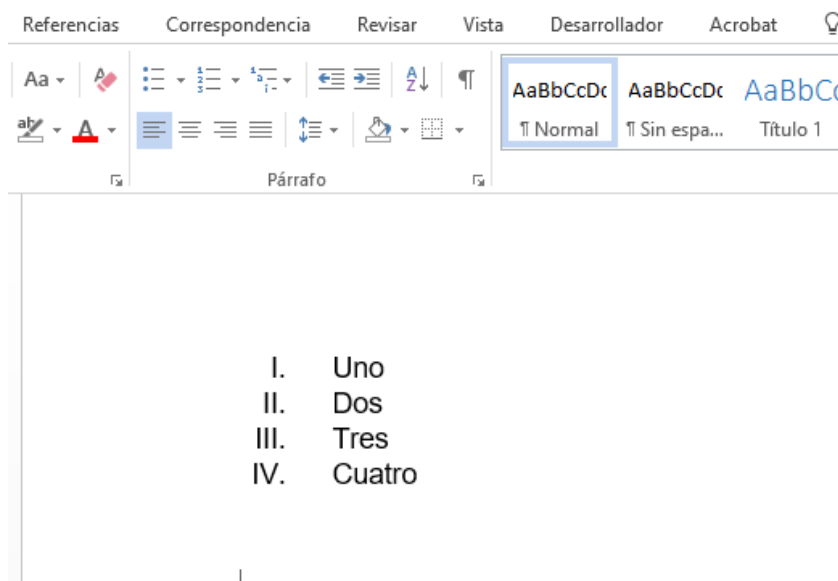 Referencias Correspondencia Revisar Vista Desarrollador Acrobat
Aa
AaBbCcDc AaBbCcDc AaBbCc
¶ Normal ¶ Sin espa... Título 1
Párrafo
I. Uno
II. Dos
III. Tres
IV. Cuatro